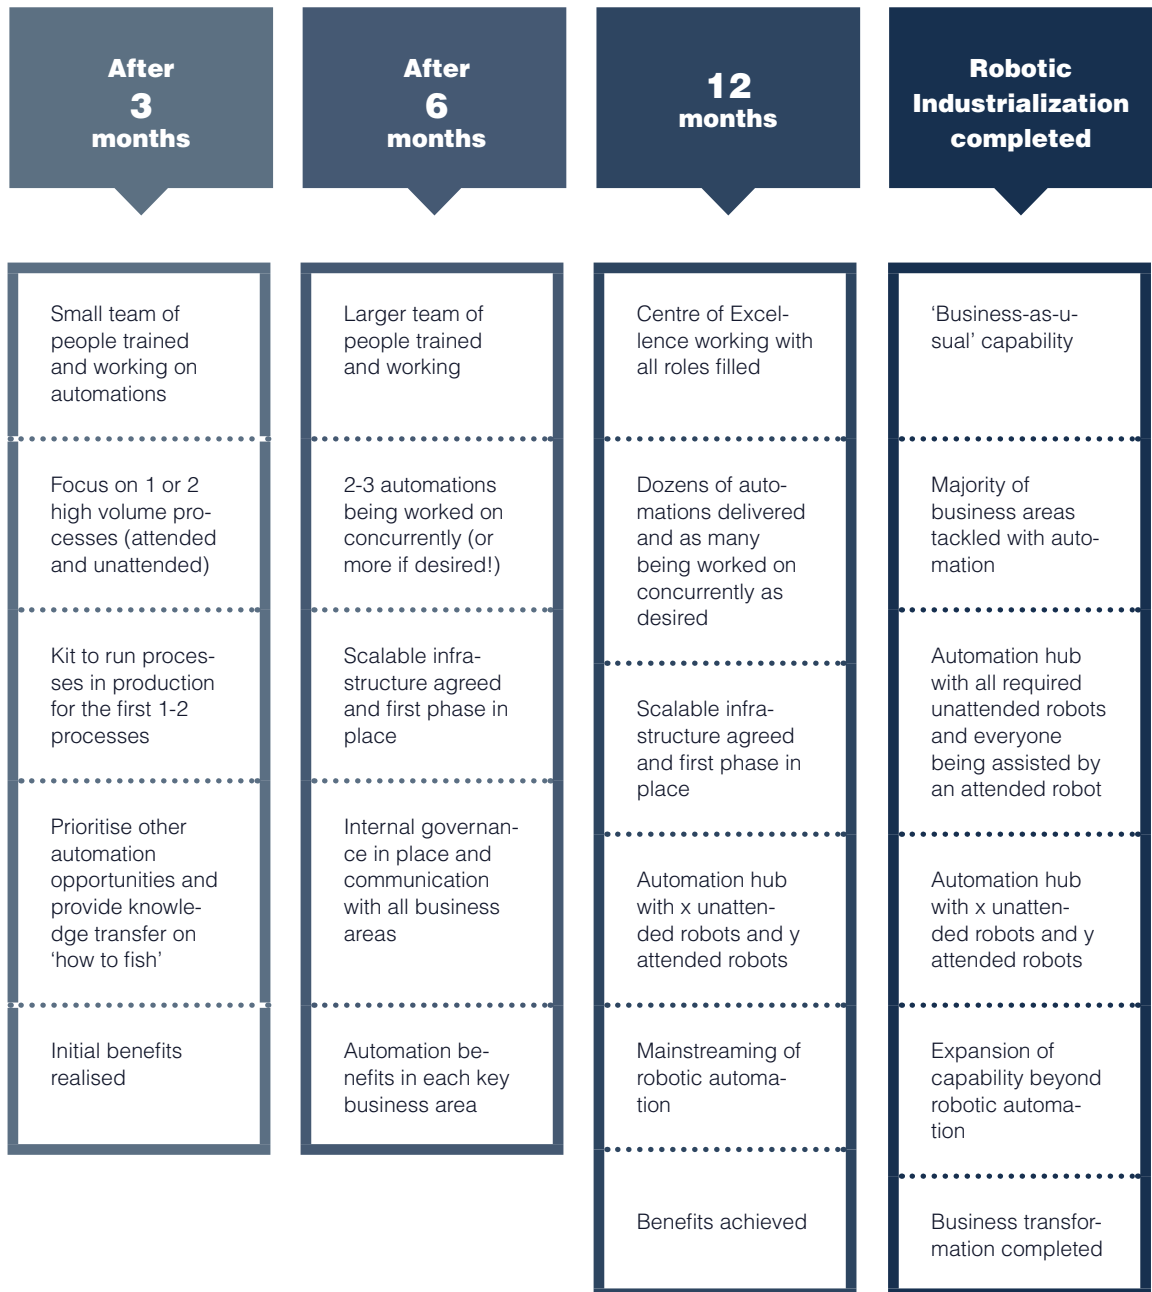 After
3
months
Small team of
people trained
and working on
automations
Focus on 1 or 2
high volume pro-
cesses (attended
and unattended)
Kit to run proces-
ses in production
for the first 1-2
processes
Prioritise other
automation
opportunities and
provide knowle-
dge transfer on
‘how to fish’
Initial benefits
realised
After
6
months
Larger team of
people trained
and working
2-3 automations
being worked on
concurrently (or
more if desired!)
Scalable infra-
structure agreed
and first phase in
place
Internal governan-
ce in place and
communication
with all business
areas
Automation be-
nefits in each key
business area
12
months
Centre of Excel-
lence working with
all roles filled
Dozens of auto-
mations delivered
and as many
being worked on
concurrently as
desired
Scalable infra-
structure agreed
and first phase in
place
Automation hub
with x unatten-
ded robots and y
attended robots
Mainstreaming of
robotic automa-
tion
Benefits achieved
Robotic
Industrialization
completed
‘Business-as-u-
sual’ capability
Majority of
business areas
tackled with auto-
mation
Automation hub
with all required
unattended robots
and everyone
being assisted by
an attended robot
Automation hub
with x unatten-
ded robots and y
attended robots
Expansion of
capability beyond
robotic automa-
tion
Business transfor-
mation completed